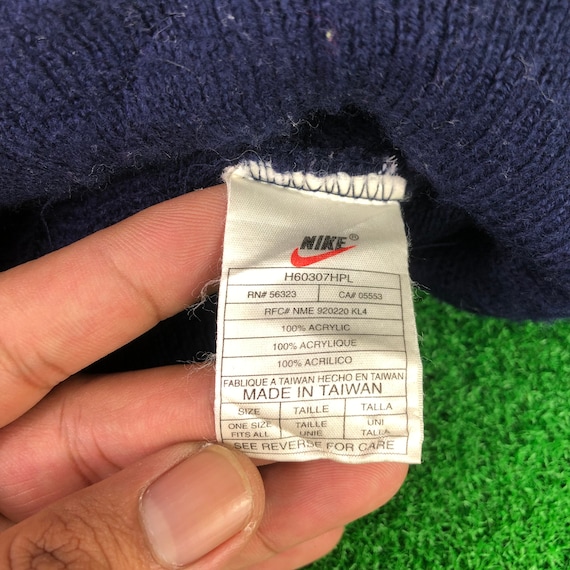 NIKE®
H60307HPL
RN# 56323 CA# 05553
RFC# NME 920220 KL4
100% ACRYLIC
100% ACRYLIQUE
100% ACRILICO
FABLIQUE A TAIWAN HECHO EN TAIWAN
MADE IN TAIWAN
SIZE TAILLE TALLA
ONE SIZE TAILLE UNI
FITS ALL UNIE TALLA
SEE REVERSE FOR CARE